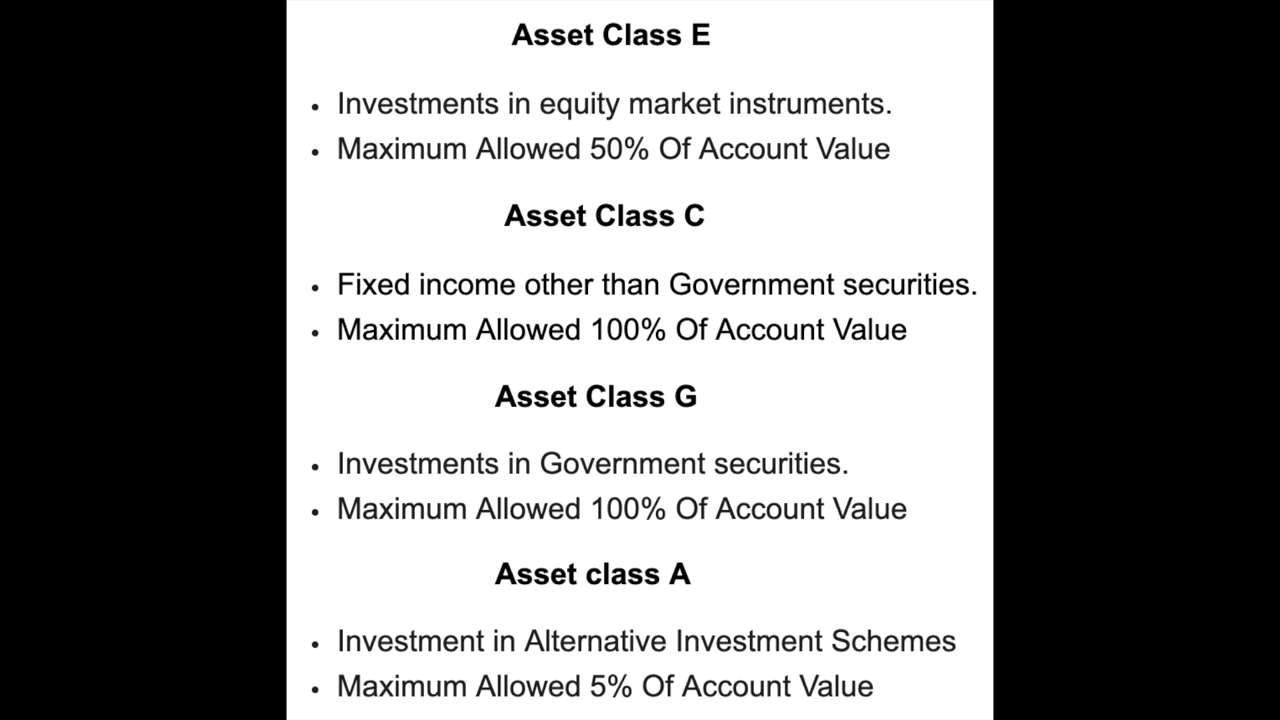 Asset Class E
• Investments in equity market instruments.
• Maximum Allowed 50% Of Account Value
Asset Class C
• Fixed income other than Government securities.
• Maximum Allowed 100% Of Account Value
Asset Class G
• Investments in Government securities.
• Maximum Allowed 100% Of Account Value
Asset class A
• Investment in Alternative Investment Schemes
• Maximum Allowed 5% Of Account Value